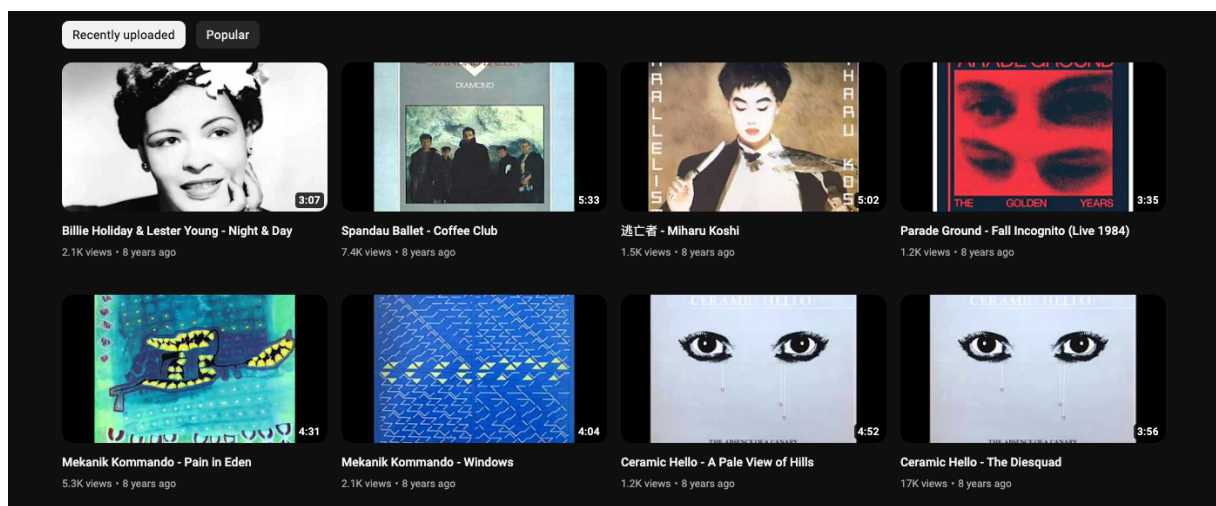 Recently uploaded
Popular
3:07
Billie Holiday & Lester Young - Night & Day
2.1K views • 8 years ago
SPANDAU BALLET
DIAMOND
5:33
Spandau Ballet - Coffee Club
7.4K views • 8 years ago
RALLELIS
HARU KOS
5:02
逃亡者 - Miharu Koshi
1.5K views • 8 years ago
PARADE GROUND
THE GOLDEN YEARS
3:35
Parade Ground - Fall Incognito (Live 1984)
1.2K views • 8 years ago
4:31
Mekanik Kommando - Pain in Eden
5.3K views • 8 years ago
4:04
Mekanik Kommando - Windows
2.1K views • 8 years ago
CERAMIC HELLO:
THE ABSENCE OF A CANARY
4:52
Ceramic Hello - A Pale View of Hills
1.2K views • 8 years ago
CERAMIC HELLO:
THE ABSENCE OF A CANARY
3:56
Ceramic Hello - The Diesquad
17K views • 8 years ago